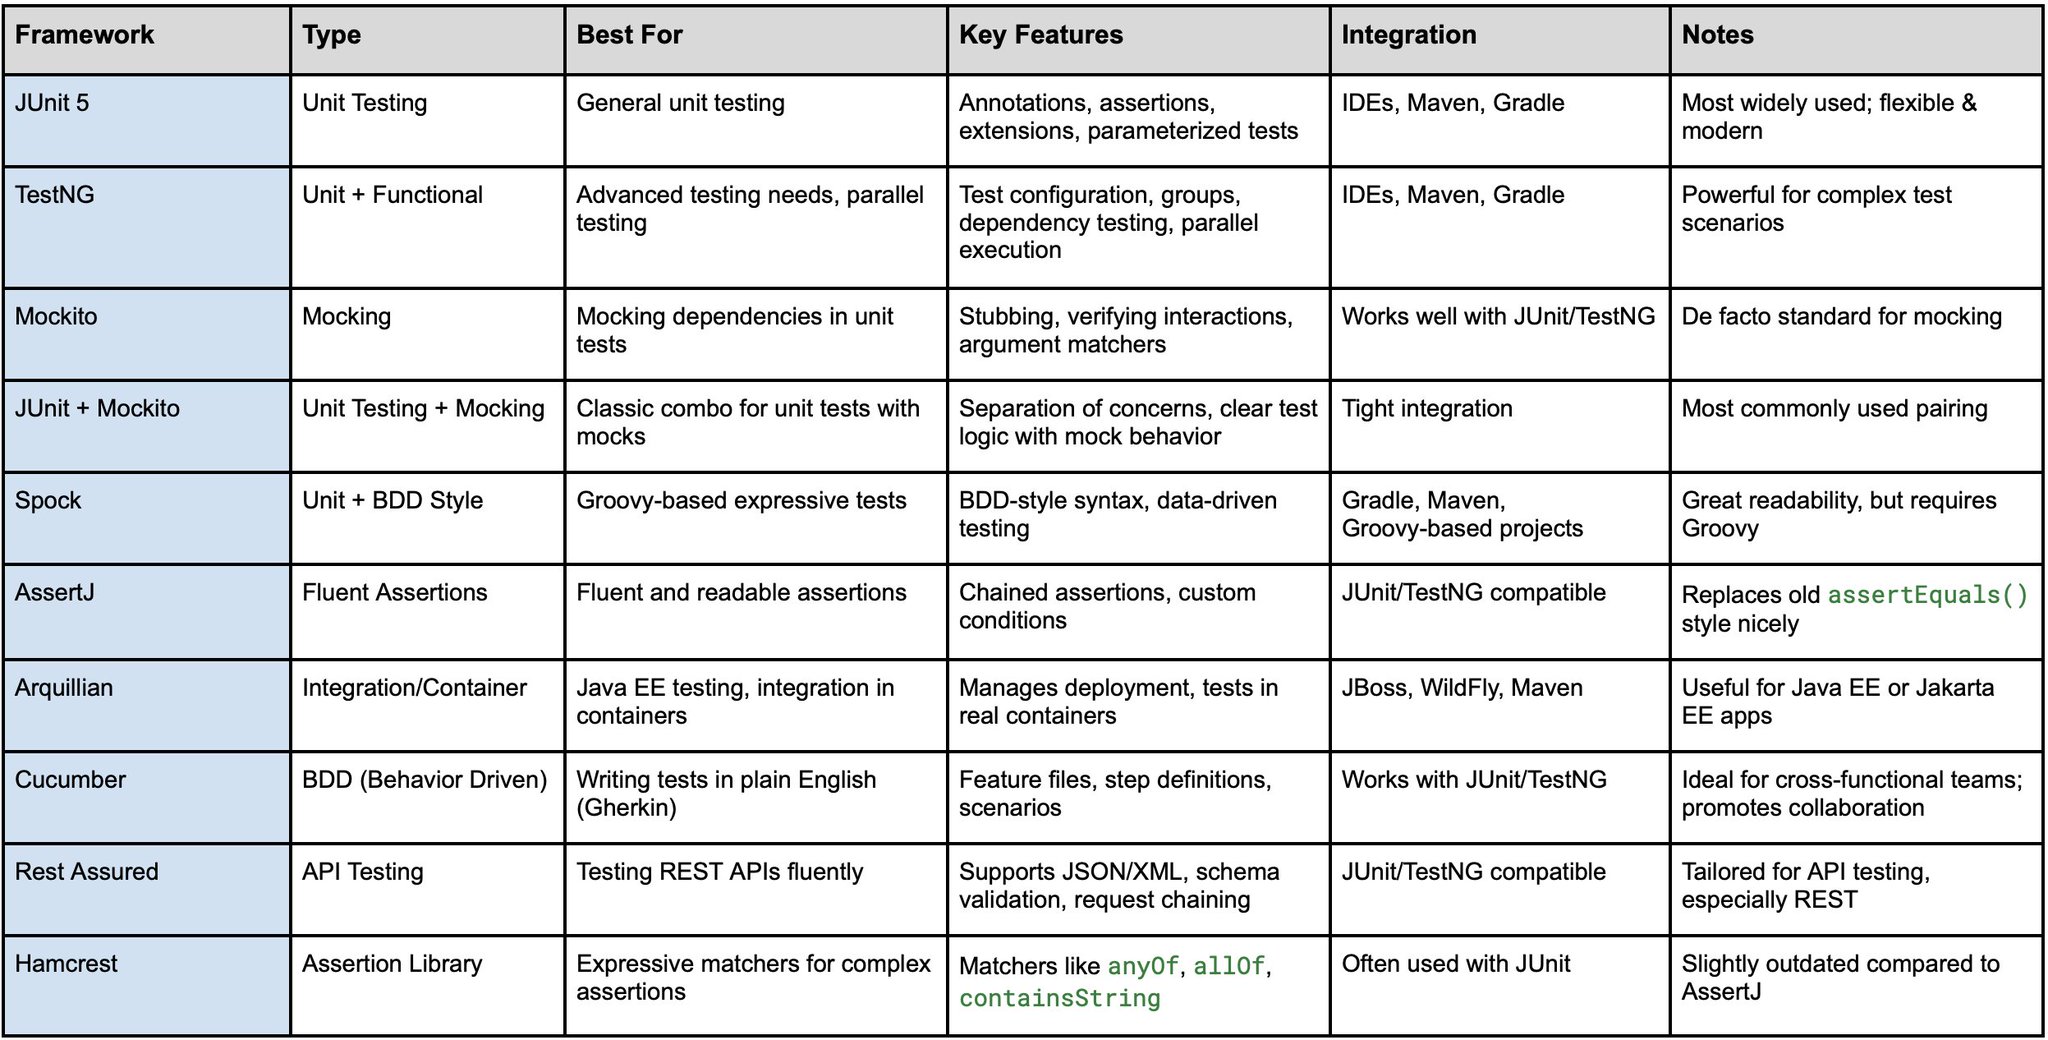 Framework Type Best For Key Features Integration Notes
JUnit 5 Unit Testing General unit testing Annotations, assertions, IDEs, Maven, Gradle Most widely used; flexible &
extensions, parameterized tests modern
TestNG Unit + Functional Advanced testing needs, parallel Test configuration, groups, IDEs, Maven, Gradle Powerful for complex test
testing dependency testing, parallel scenarios
execution
Mockito Mocking Mocking dependencies in unit Stubbing, verifying interactions, Works well with JUnit/TestNG De facto standard for mocking
tests argument matchers
JUnit + Mockito Unit Testing + Mocking Classic combo for unit tests with Separation of concerns, clear test Tight integration Most commonly used pairing
mocks logic with mock behavior
Spock Unit + BDD Style Groovy-based expressive tests BDD-style syntax, data-driven Gradle, Maven, Great readability, but requires
testing Groovy-based projects Groovy
AssertJ Fluent Assertions Fluent and readable assertions Chained assertions, custom JUnit/TestNG compatible Replaces old assertEquals()
conditions style nicely
Arquillian Integration/Container Java EE testing, integration in Manages deployment, tests in JBoss, WildFly, Maven Useful for Java EE or Jakarta
containers real containers EE apps
Cucumber BDD (Behavior Driven) Writing tests in plain English Feature files, step definitions, Works with JUnit/TestNG Ideal for cross-functional teams;
(Gherkin) scenarios promotes collaboration
Rest Assured API Testing Testing REST APIs fluently Supports JSON/XML, schema JUnit/TestNG compatible Tailored for API testing,
validation, request chaining especially REST
Hamcrest Assertion Library Expressive matchers for complex Matchers like anyOf, allOf, Often used with JUnit Slightly outdated compared to
assertions containsString AssertJ